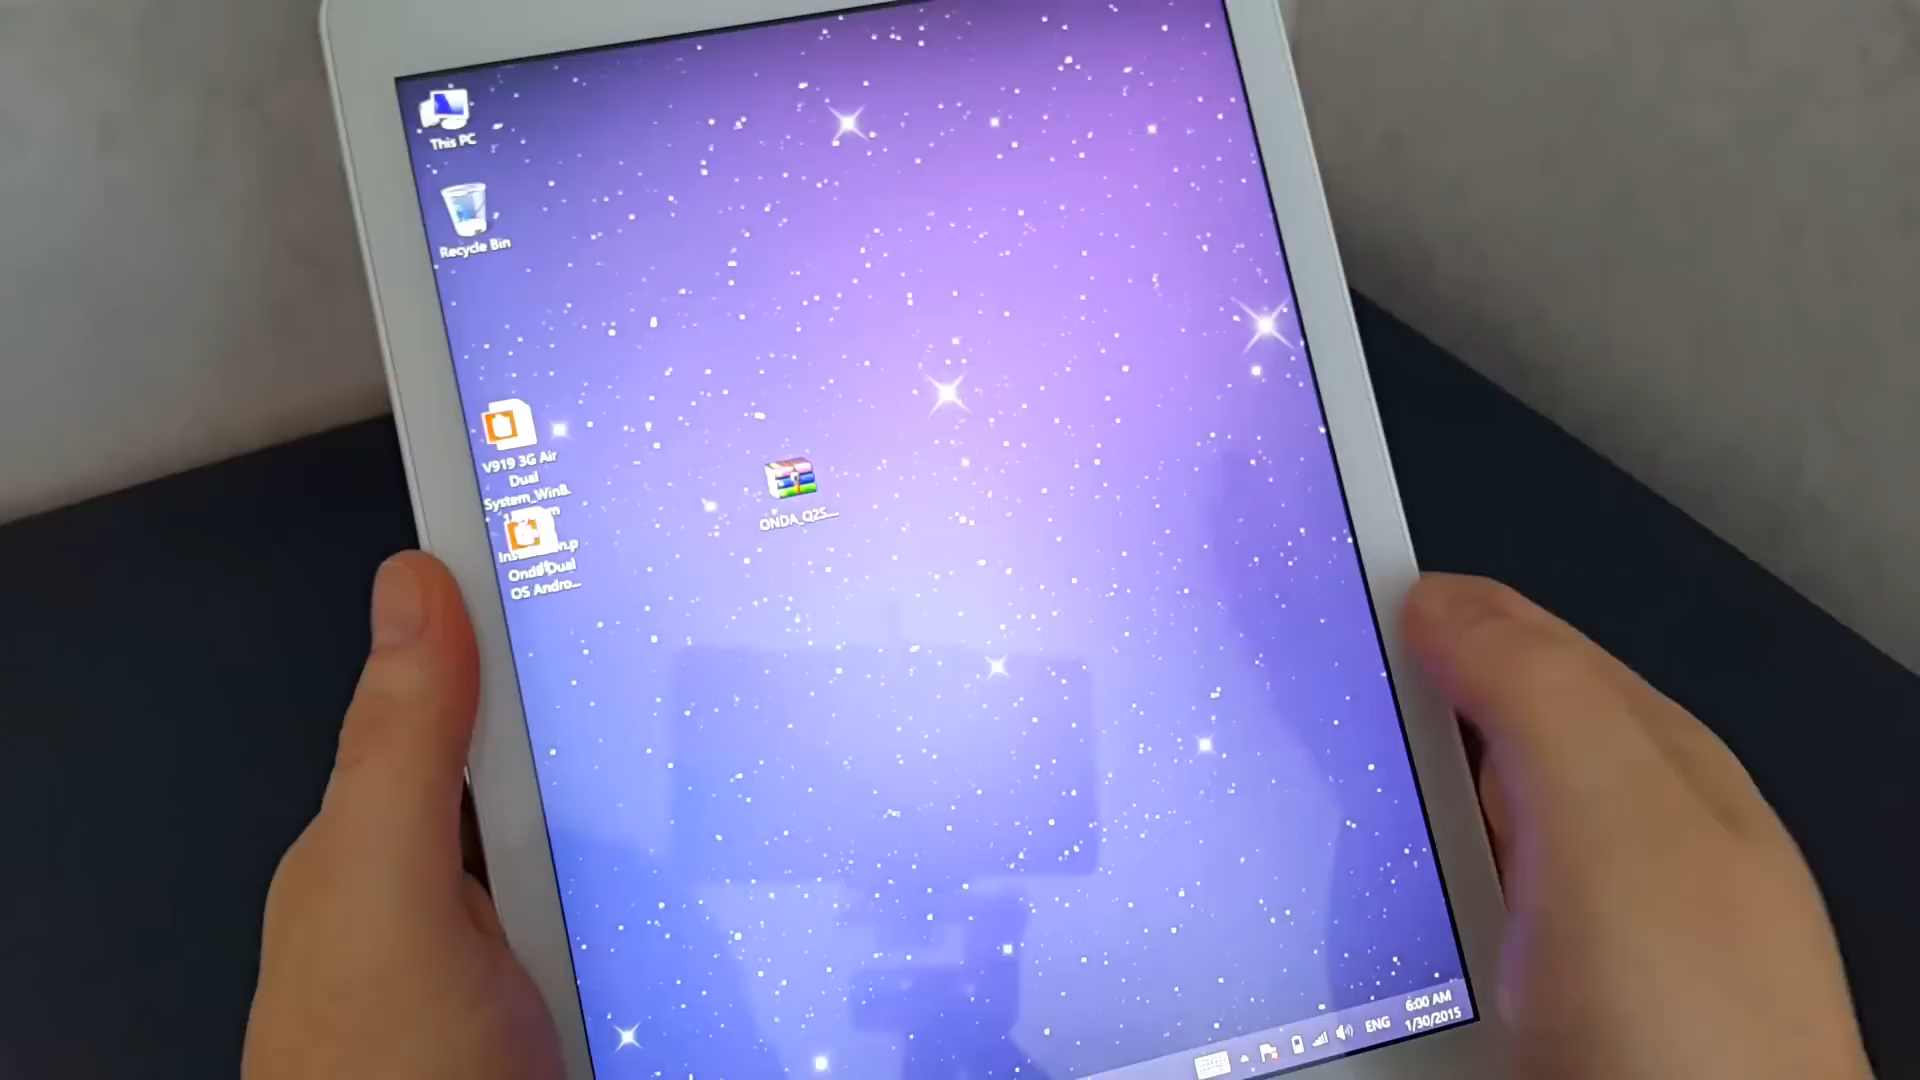 This PC
Recycle Bin
V919 3G Air
Dual
System_Win8.
Onda Dual
OS Andro...
ONDA_Q2S...
ENG
6:00 AM
1/30/2015